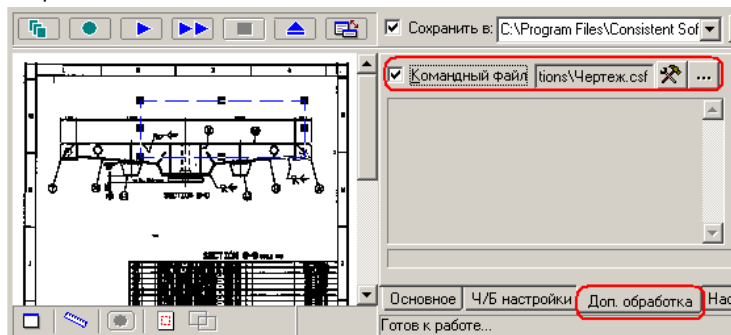 Сохранить в: C:\Program Files\Consistent Sof
Командный файл tions\Чертеж.csf ...
SECTION D-D
SECTION
Основное Ч/Б настройки Доп. обработка Нас
Готов к работе...